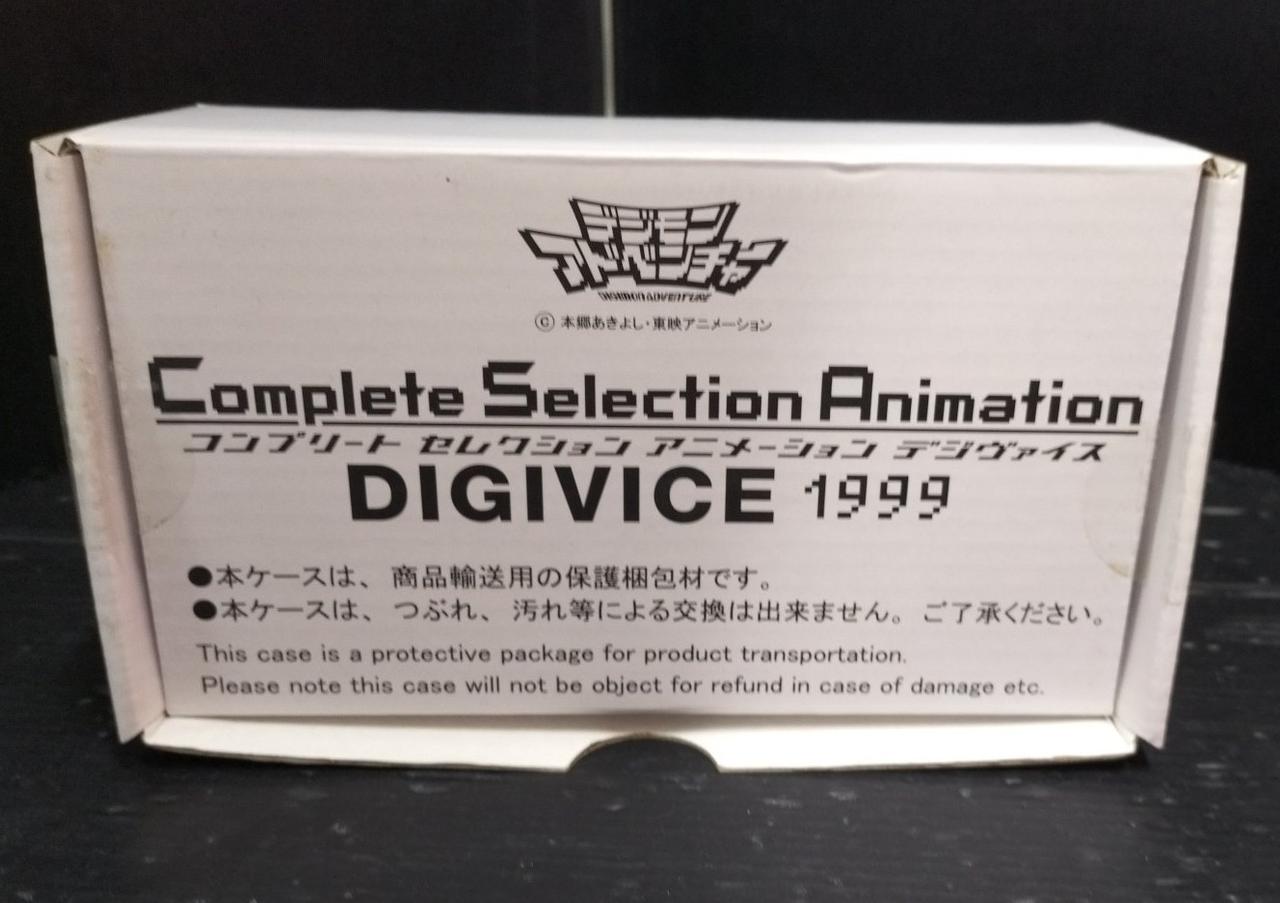 デジモン
アドベンチャー
DIGIMON ADVENTURE
© 本郷あきよし・東映アニメーション
Complete Selection Animation
コンプリート セレクション アニメーション デジヴァイス
DIGIVICE 1999
●本ケースは、商品輸送用の保護梱包材です。
●本ケースは、つぶれ、汚れ等による交換は出来ません。ご了承ください。
This case is a protective package for product transportation.
Please note this case will not be object for refund in case of damage etc.